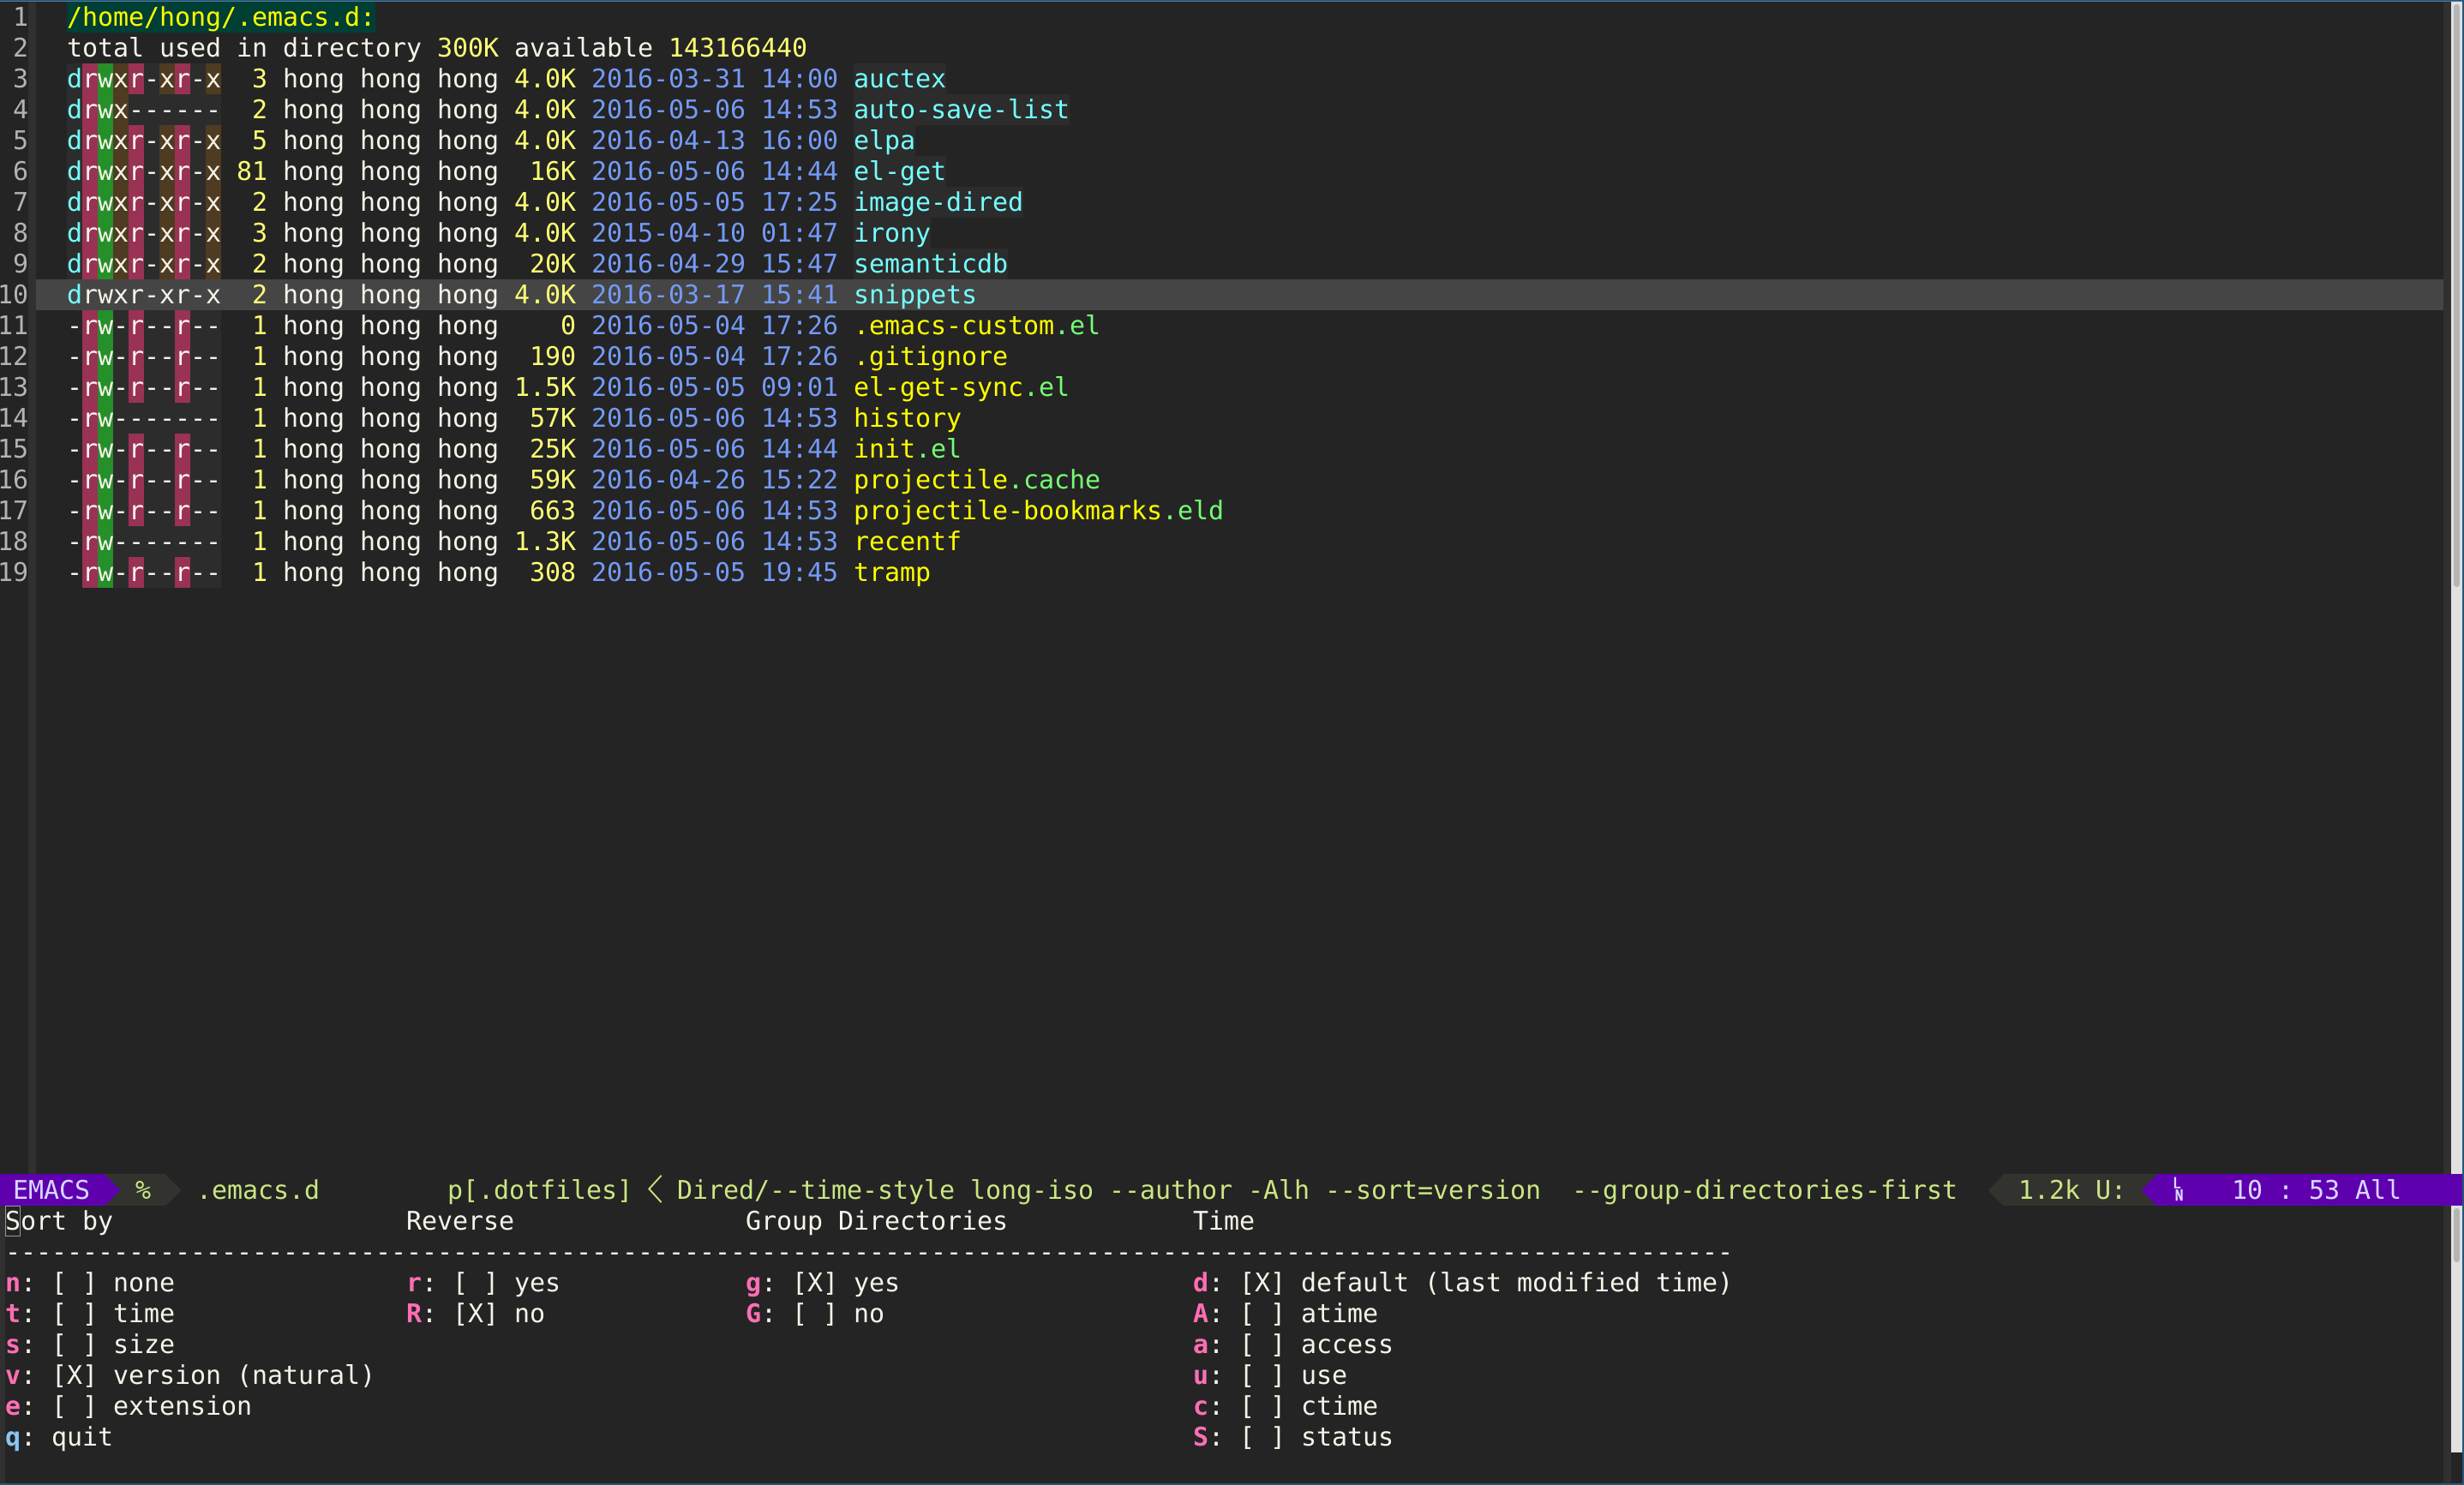 1 /home/hong/.emacs.d:
2 total used in directory 300K available 143166440
3 drwxr-xr-x 3 hong hong hong 4.0K 2016-03-31 14:00 auctex
4 drwx------ 2 hong hong hong 4.0K 2016-05-06 14:53 auto-save-list
5 drwxr-xr-x 5 hong hong hong 4.0K 2016-04-13 16:00 elpa
6 drwxr-xr-x 81 hong hong hong 16K 2016-05-06 14:44 el-get
7 drwxr-xr-x 2 hong hong hong 4.0K 2016-05-05 17:25 image-dired
8 drwxr-xr-x 3 hong hong hong 4.0K 2015-04-10 01:47 irony
9 drwxr-xr-x 2 hong hong hong 20K 2016-04-29 15:47 semanticdb
10 drwxr-xr-x 2 hong hong hong 4.0K 2016-03-17 15:41 snippets
11 -rw-r--r-- 1 hong hong hong 0 2016-05-04 17:26 .emacs-custom.el
12 -rw-r--r-- 1 hong hong hong 190 2016-05-04 17:26 .gitignore
13 -rw-r--r-- 1 hong hong hong 1.5K 2016-05-05 09:01 el-get-sync.el
14 -rw------- 1 hong hong hong 57K 2016-05-06 14:53 history
15 -rw-r--r-- 1 hong hong hong 25K 2016-05-06 14:44 init.el
16 -rw-r--r-- 1 hong hong hong 59K 2016-04-26 15:22 projectile.cache
17 -rw-r--r-- 1 hong hong hong 663 2016-05-06 14:53 projectile-bookmarks.eld
18 -rw------- 1 hong hong hong 1.3K 2016-05-06 14:53 recentf
19 -rw-r--r-- 1 hong hong hong 308 2016-05-05 19:45 tramp
EMACS % .emacs.d p[.dotfiles] Dired/--time-style long-iso --author -Alh --sort=version --group-directories-first 1.2k U: LN 10 : 53 All
Sort by Reverse Group Directories Time
----------------------------------------------------------------------------------------------------------------
n: [ ] none r: [ ] yes g: [X] yes d: [X] default (last modified time)
t: [ ] time R: [X] no G: [ ] no A: [ ] atime
s: [ ] size a: [ ] access
v: [X] version (natural) u: [ ] use
e: [ ] extension c: [ ] ctime
q: quit S: [ ] status